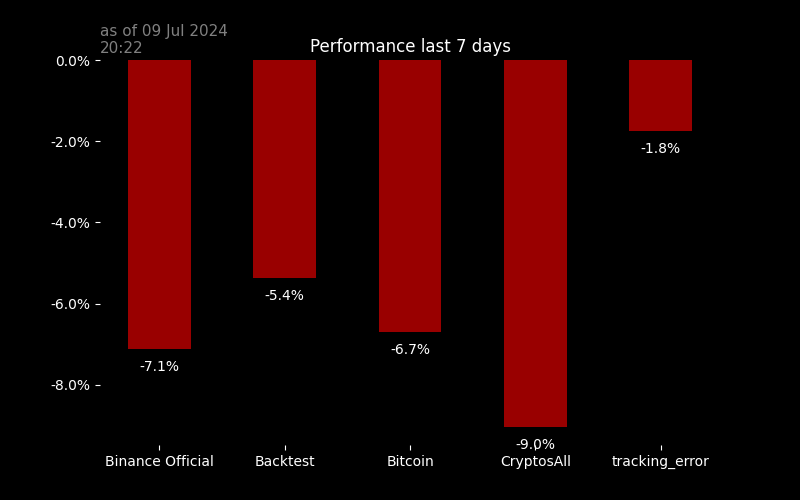 as of 09 Jul 2024
20:22
Performance last 7 days
0.0%
-2.0%
-4.0%
-6.0%
-8.0%
-7.1%
-5.4%
-6.7%
-9.0%
-1.8%
Binance Official
Backtest
Bitcoin
CryptosAll
tracking_error